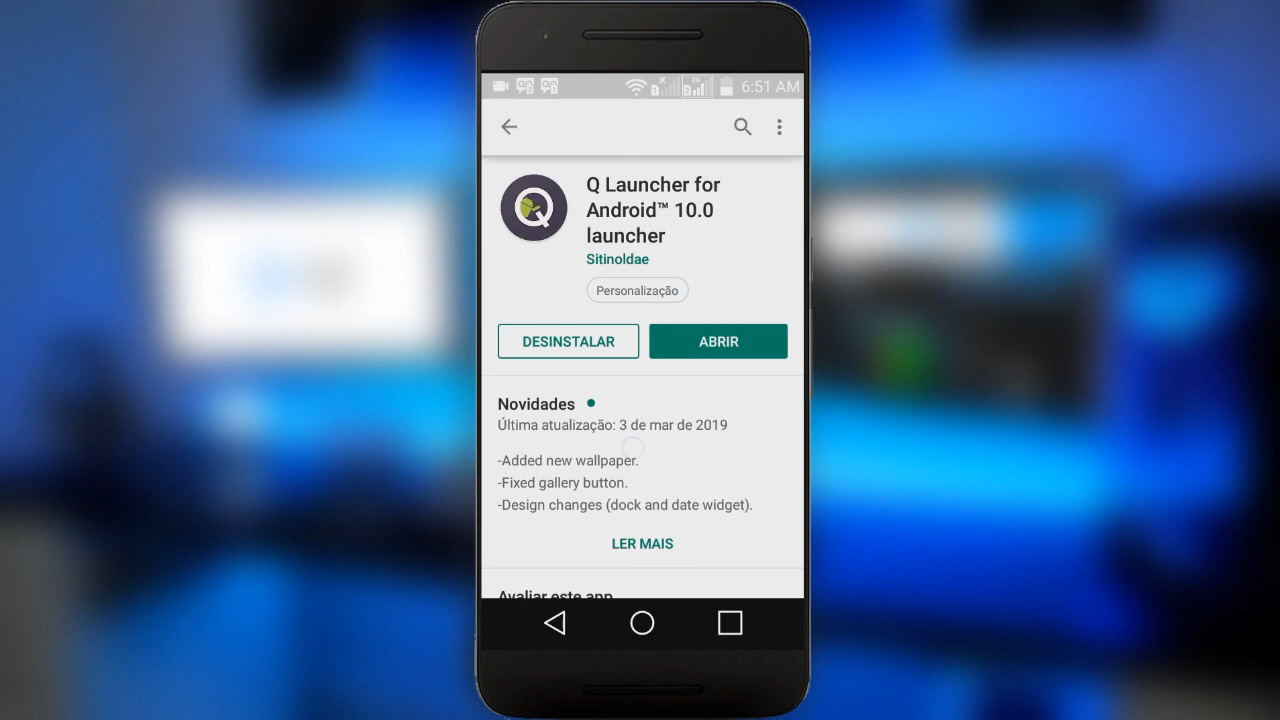 6:51 AM
Q Launcher for
Android™ 10.0
launcher
Sitinoldae
Personalização
DESINSTALAR
ABRIR
Novidades
Última atualização: 3 de mar de 2019
-Added new wallpaper.
-Fixed gallery button.
-Design changes (dock and date widget).
LER MAIS
Avaliar este app